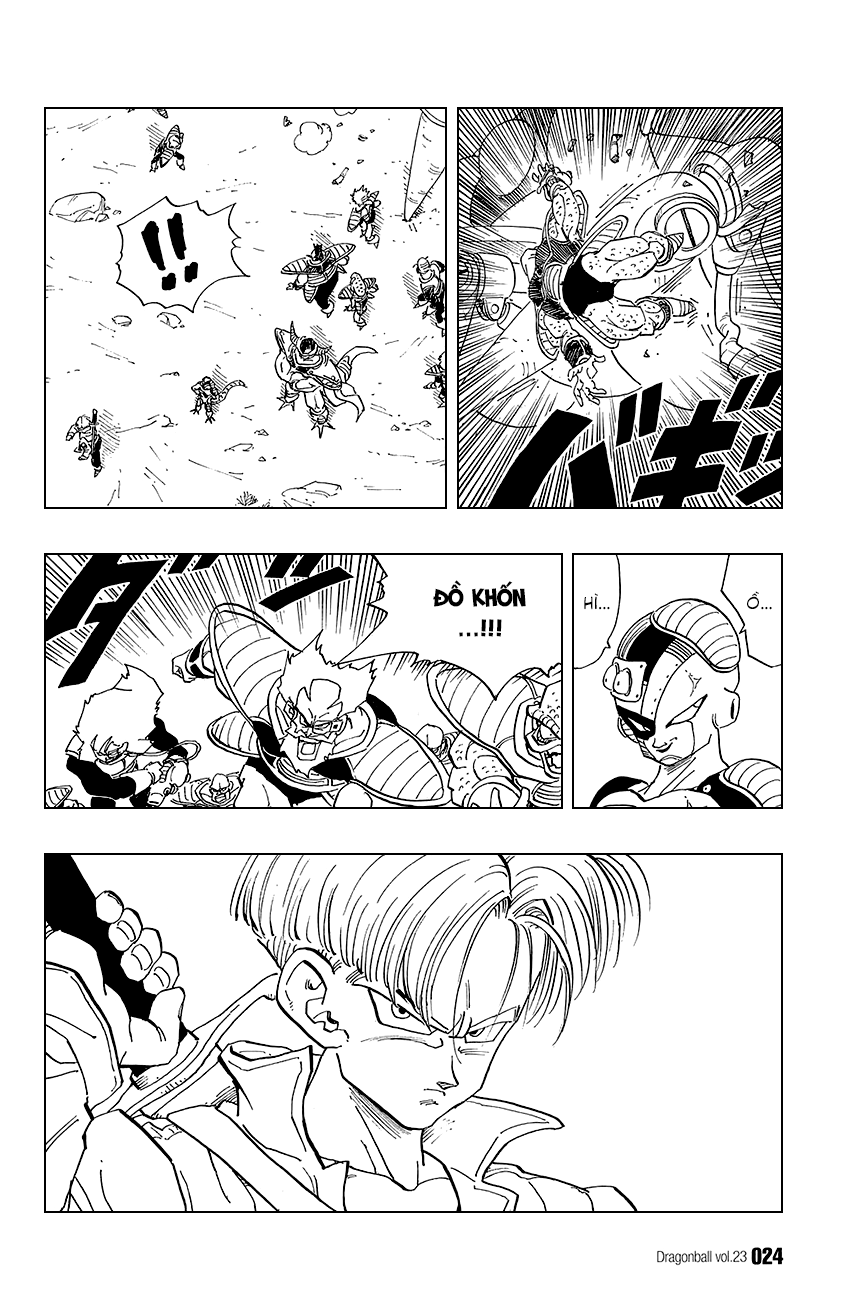 !!
バギッ
ダッ
ĐỒ KHỐN
...!!!
HÌ...
Ồ...
Dragonball vol.23 024